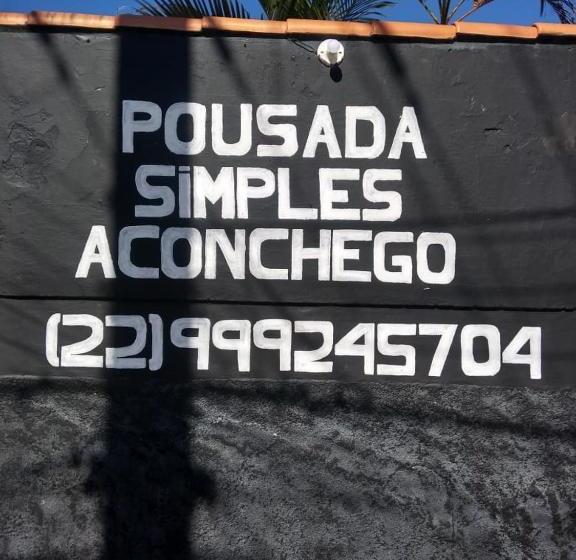 POUSADA
SiMPLES
ACONCHEGO
(22)999245704